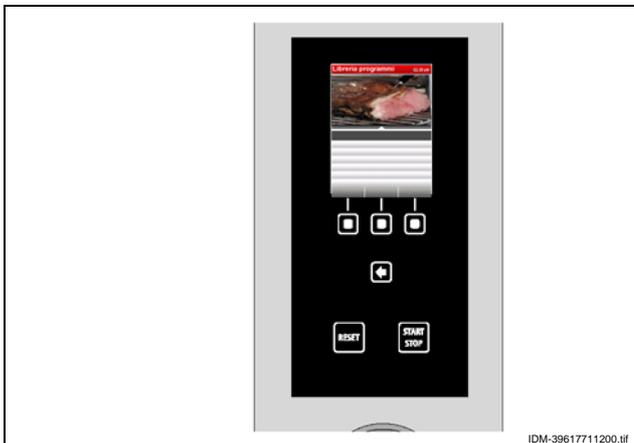 Libreria programmi
RESET
START
STOP
IDM-39617711200.tif